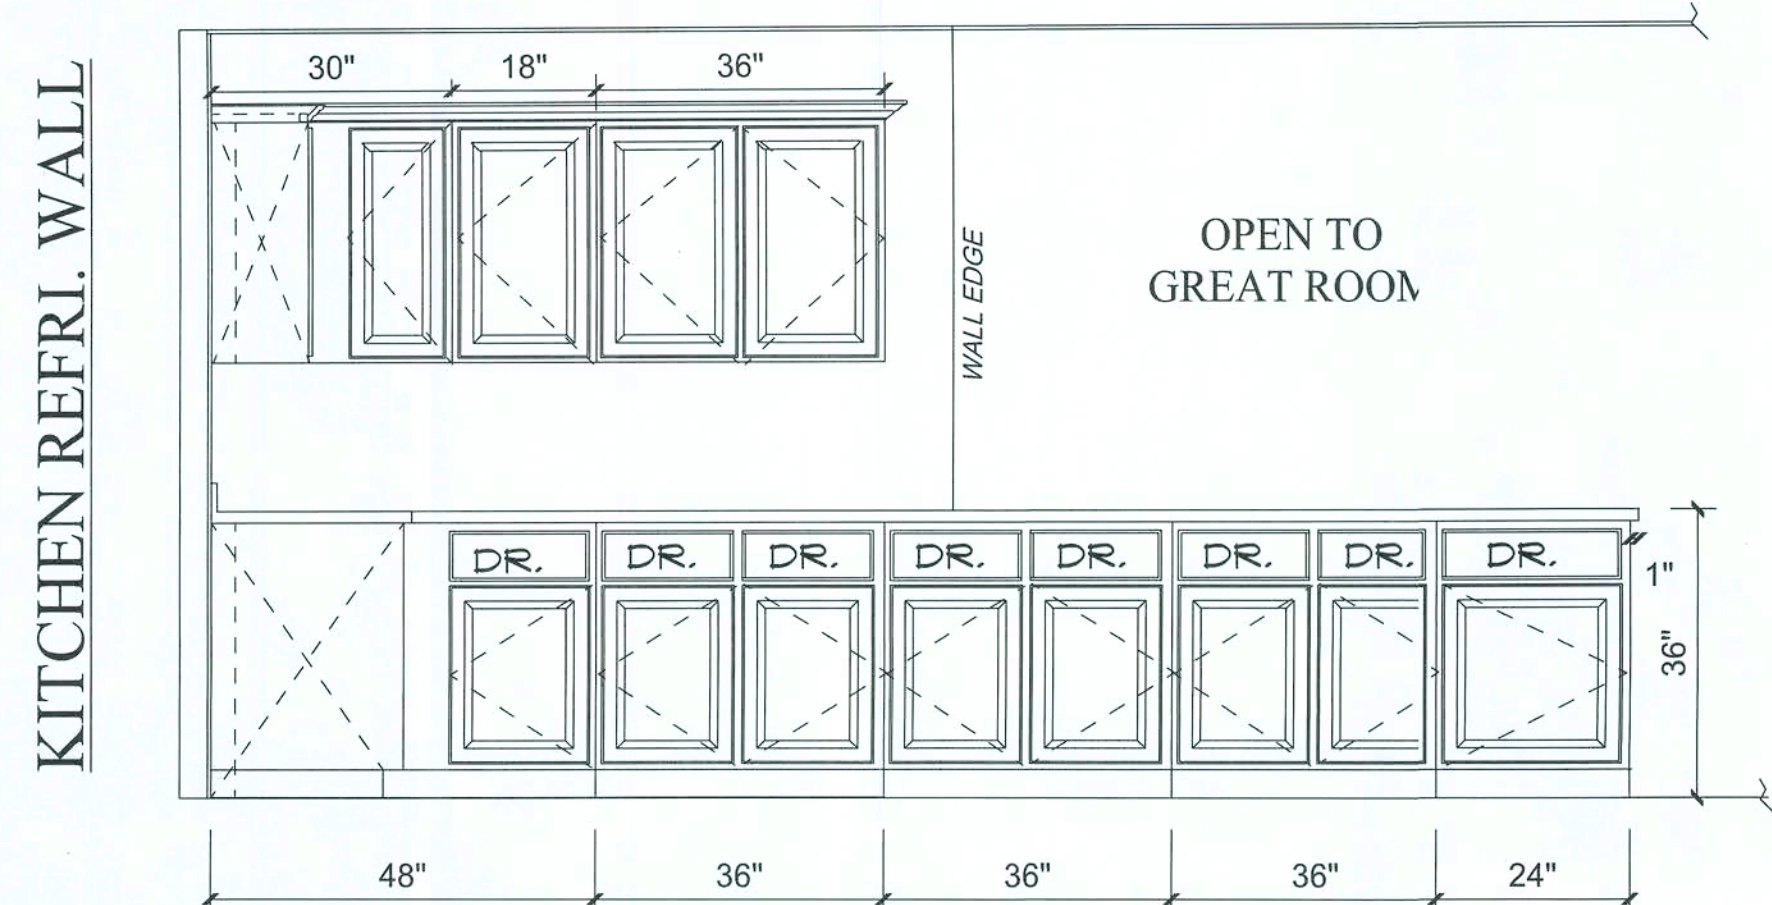 KITCHEN REFRI. WALL
30" 18" 36"
WALL EDGE
OPEN TO
GREAT ROOM
DR. DR. DR. DR. DR. DR. DR. DR.
1"
36"
48" 36" 36" 36" 24"